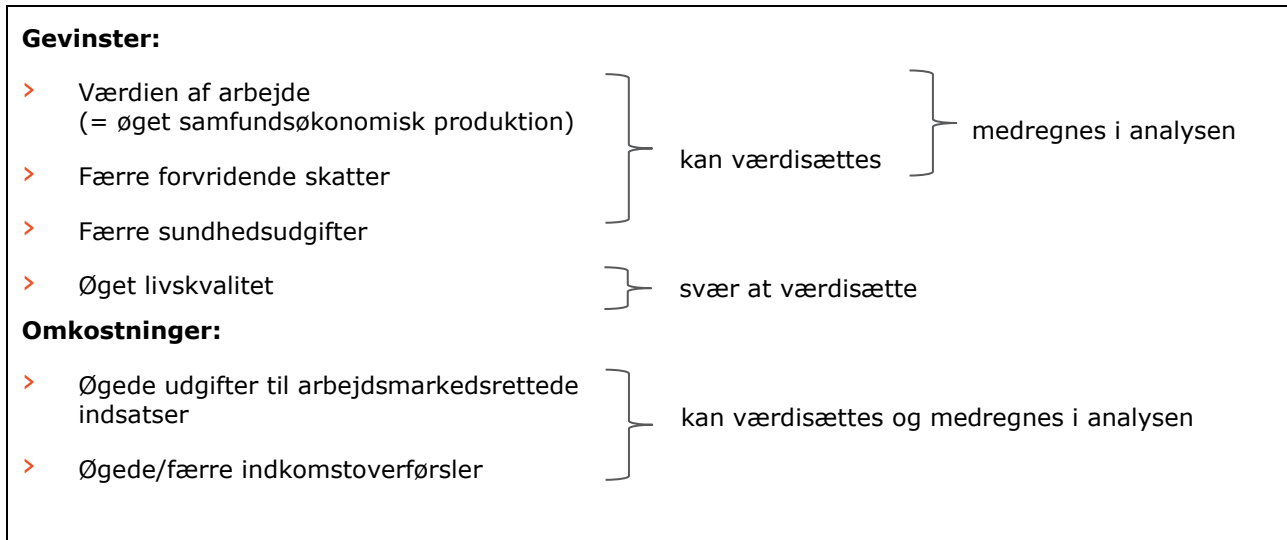 Gevinster:
> Værdien af arbejde
(= øget samfundsøkonomisk produktion)
medregnes i analysen
kan værdisættes
> Færre forvridende skatter
> Færre sundhedsudgifter
> Øget livskvalitet
svær at værdisætte
Omkostninger:
> Øgede udgifter til arbejdsmarkedsrettede
indsatser
kan værdisættes og medregnes i analysen
> Øgede/færre indkomstoverførsler